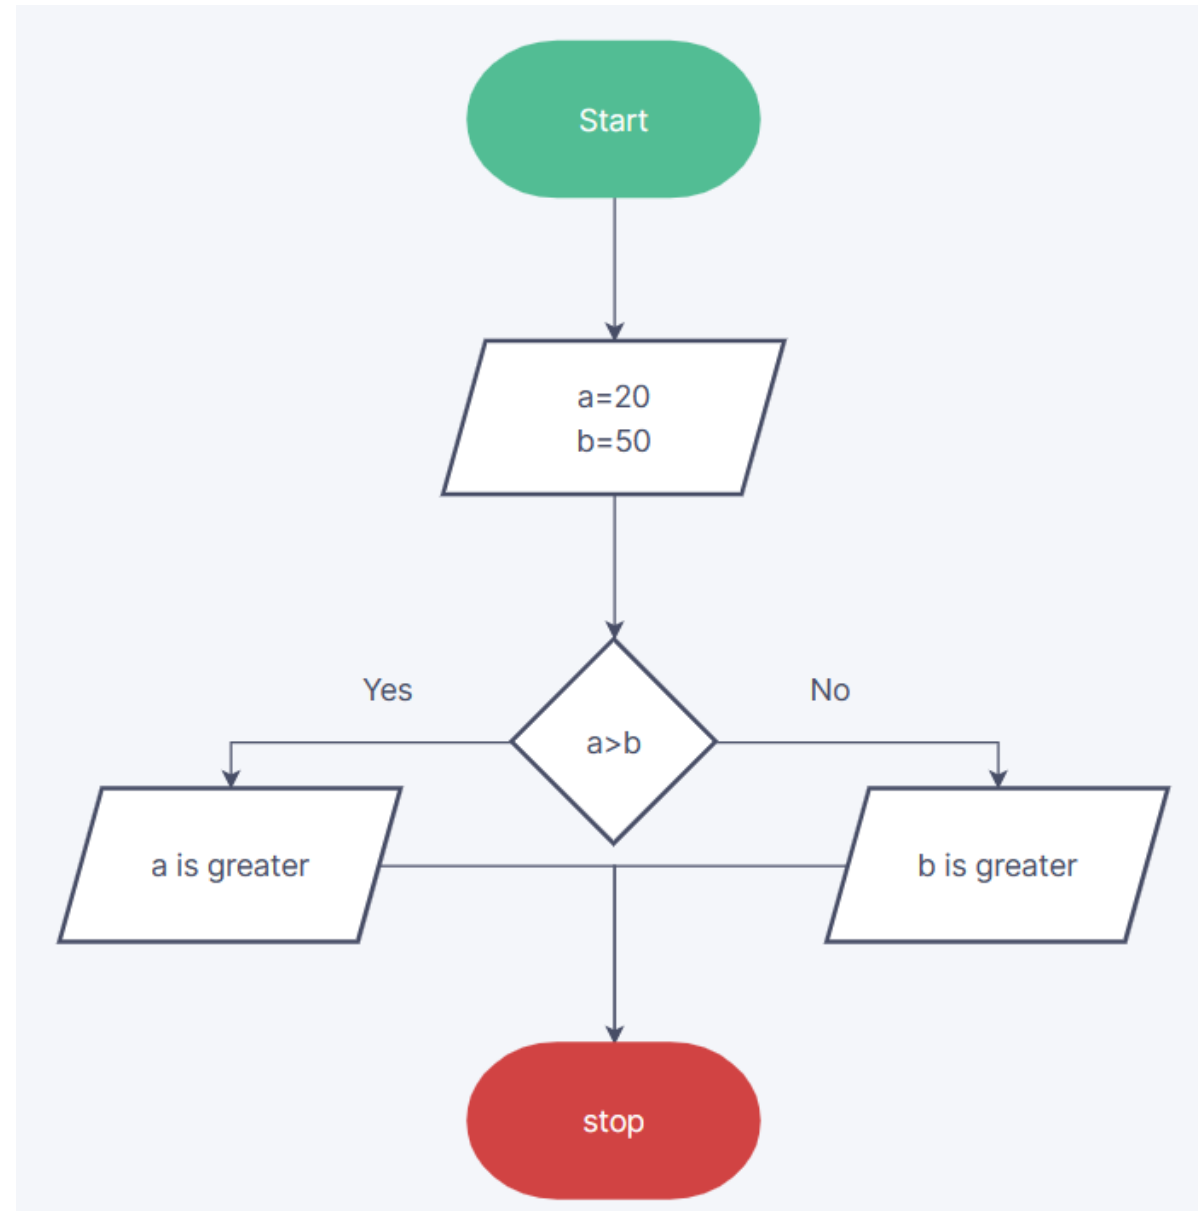 Start
a=20
b=50
Yes
No
a>b
a is greater
b is greater
stop